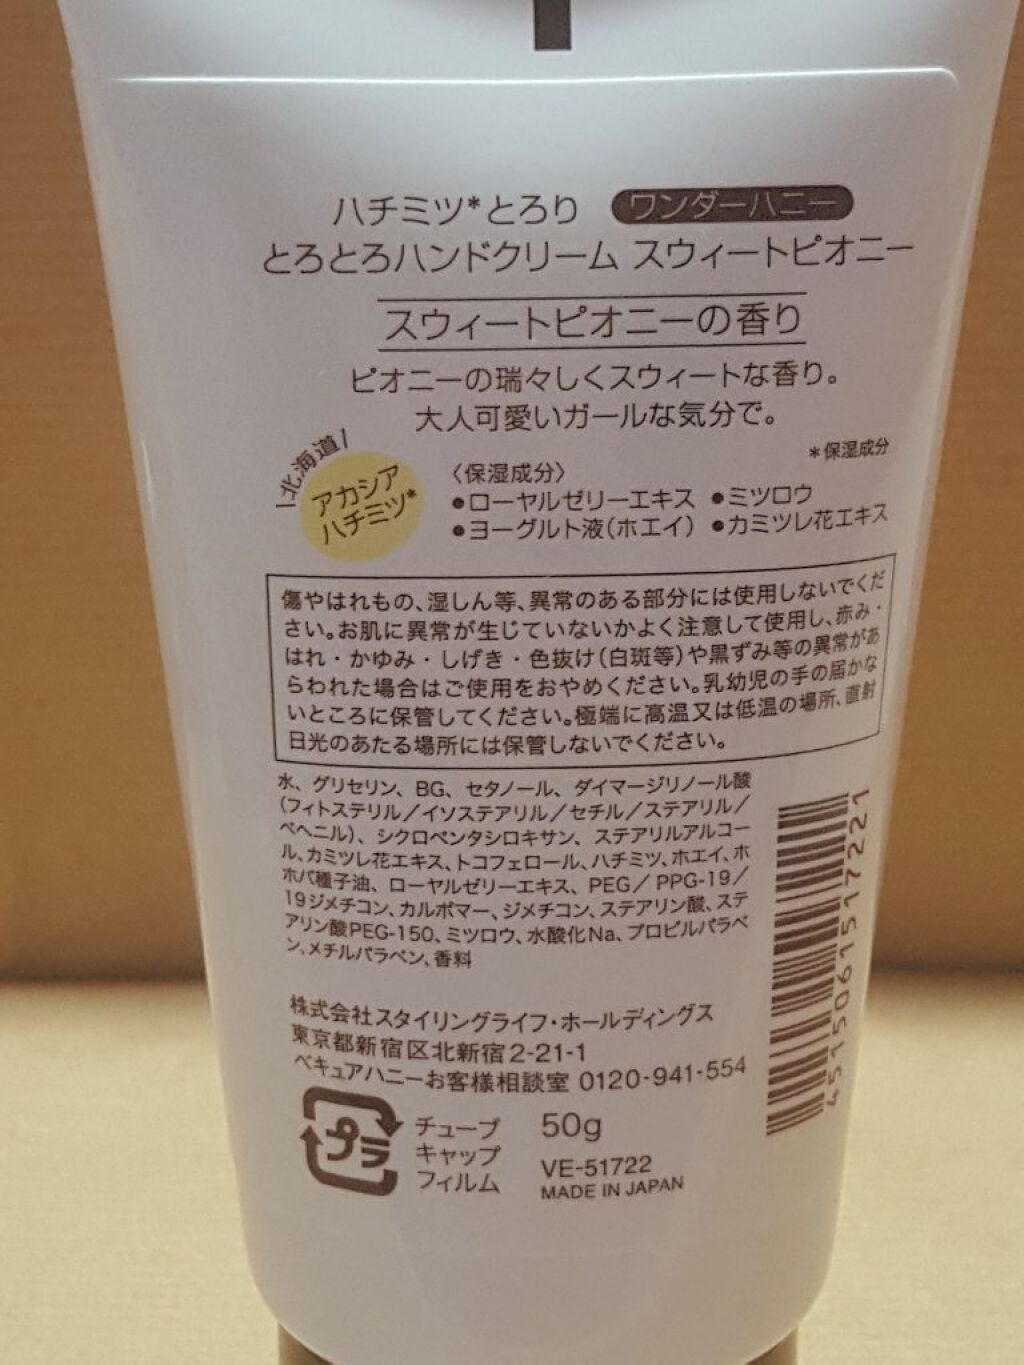 ハチミツ*とろり ワンダーハニー
とろとろハンドクリーム スウィートピオニー
スウィートピオニーの香り
ピオニーの瑞々しくスウィートな香り。
大人可愛いガールな気分で。
*保湿成分
北海道
アカシア
ハチミツ*
〈保湿成分〉
●ローヤルゼリーエキス ●ミツロウ
●ヨーグルト液(ホエイ) ●カミツレ花エキス
傷やはれもの、湿しん等、異常のある部分には使用しないでくだ
さい。お肌に異常が生じていないかよく注意して使用し、赤み・
はれ・かゆみ・しげき・色抜け(白斑等)や黒ずみ等の異常があ
らわれた場合はご使用をおやめください。乳幼児の手の届かな
いところに保管してください。極端に高温又は低温の場所、直射
日光のあたる場所には保管しないでください。
水、グリセリン、BG、セタノール、ダイマージリノール酸
(フィトステリル/イソステアリル/セチル/ステアリル/
ベヘニル)、シクロペンタシロキサン、ステアリルアルコー
ル、カミツレ花エキス、トコフェロール、ハチミツ、ホエイ、ホ
ホバ種子油、ローヤルゼリーエキス、PEG/PPG-19/
19ジメチコン、カルボマー、ジメチコン、ステアリン酸、ステ
アリン酸PEG-150、ミツロウ、水酸化Na、プロピルパラベ
ン、メチルパラベン、香料
株式会社スタイリングライフ・ホールディングス
東京都新宿区北新宿2-21-1
ベキュアハニーお客様相談室 0120-941-554
プラ
チューブ
キャップ
フィルム
50g
VE-51722
MADE IN JAPAN
4515061517221